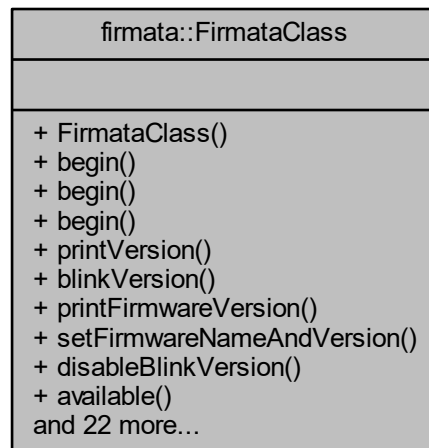 firmata::FirmataClass
+ FirmataClass()
+ begin()
+ begin()
+ begin()
+ printVersion()
+ blinkVersion()
+ printFirmwareVersion()
+ setFirmwareNameAndVersion()
+ disableBlinkVersion()
+ available()
and 22 more...